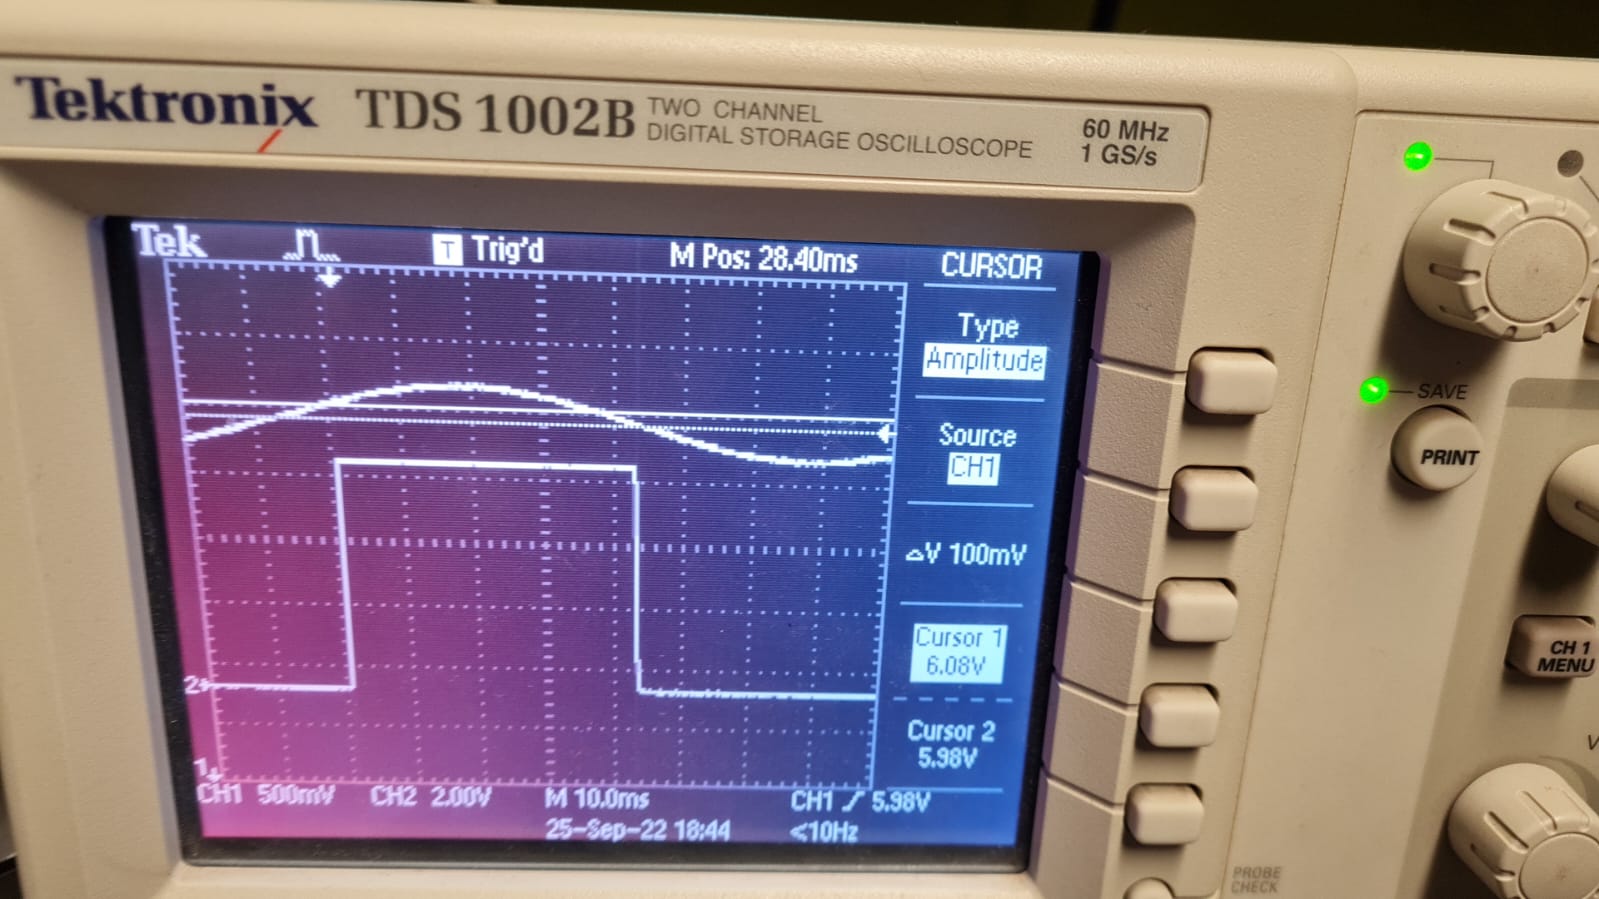 Tektronix TDS 1002B TWO CHANNEL
DIGITAL STORAGE OSCILLOSCOPE
60 MHz
1 GS/s
Tek T Trig'd M Pos: 28.40ms CURSOR
Type
Amplitude
Source
CH1
△V 100mV
Cursor 1
6.08V
Cursor 2
5.98V
2
1
CH1 500mV CH2 2.00V M 10.0ms CH1 5.98V
25-Sep-22 18:44 <10Hz
SAVE
PRINT
CH 1
MENU
PROBE
CHECK